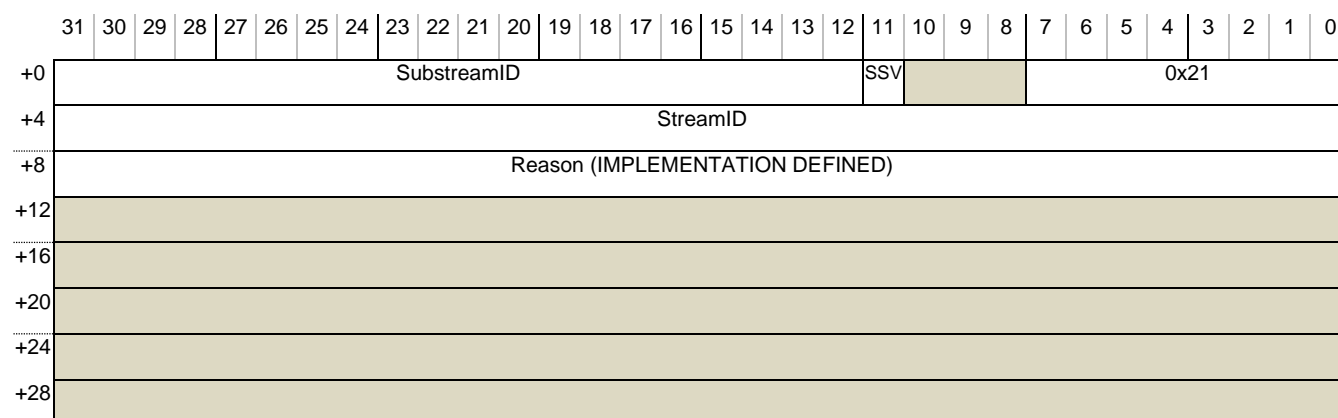 31 30 29 28 27 26 25 24 23 22 21 20 19 18 17 16 15 14 13 12 11 10 9 8 7 6 5 4 3 2 1 0
+0 SubstreamID SSV 0x21
+4 StreamID
+8 Reason (IMPLEMENTATION DEFINED)
+12
+16
+20
+24
+28